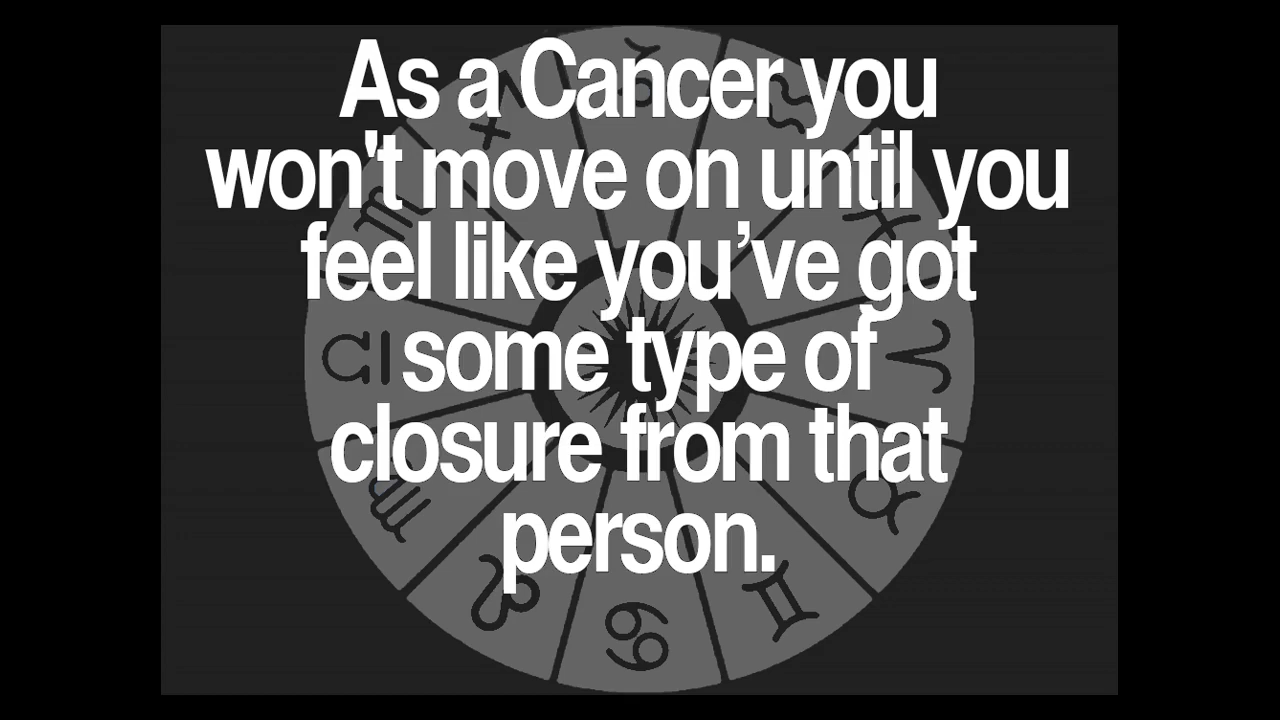 As a Cancer you
won't move on until you
feel like you’ve got
some type of
closure from that
person.